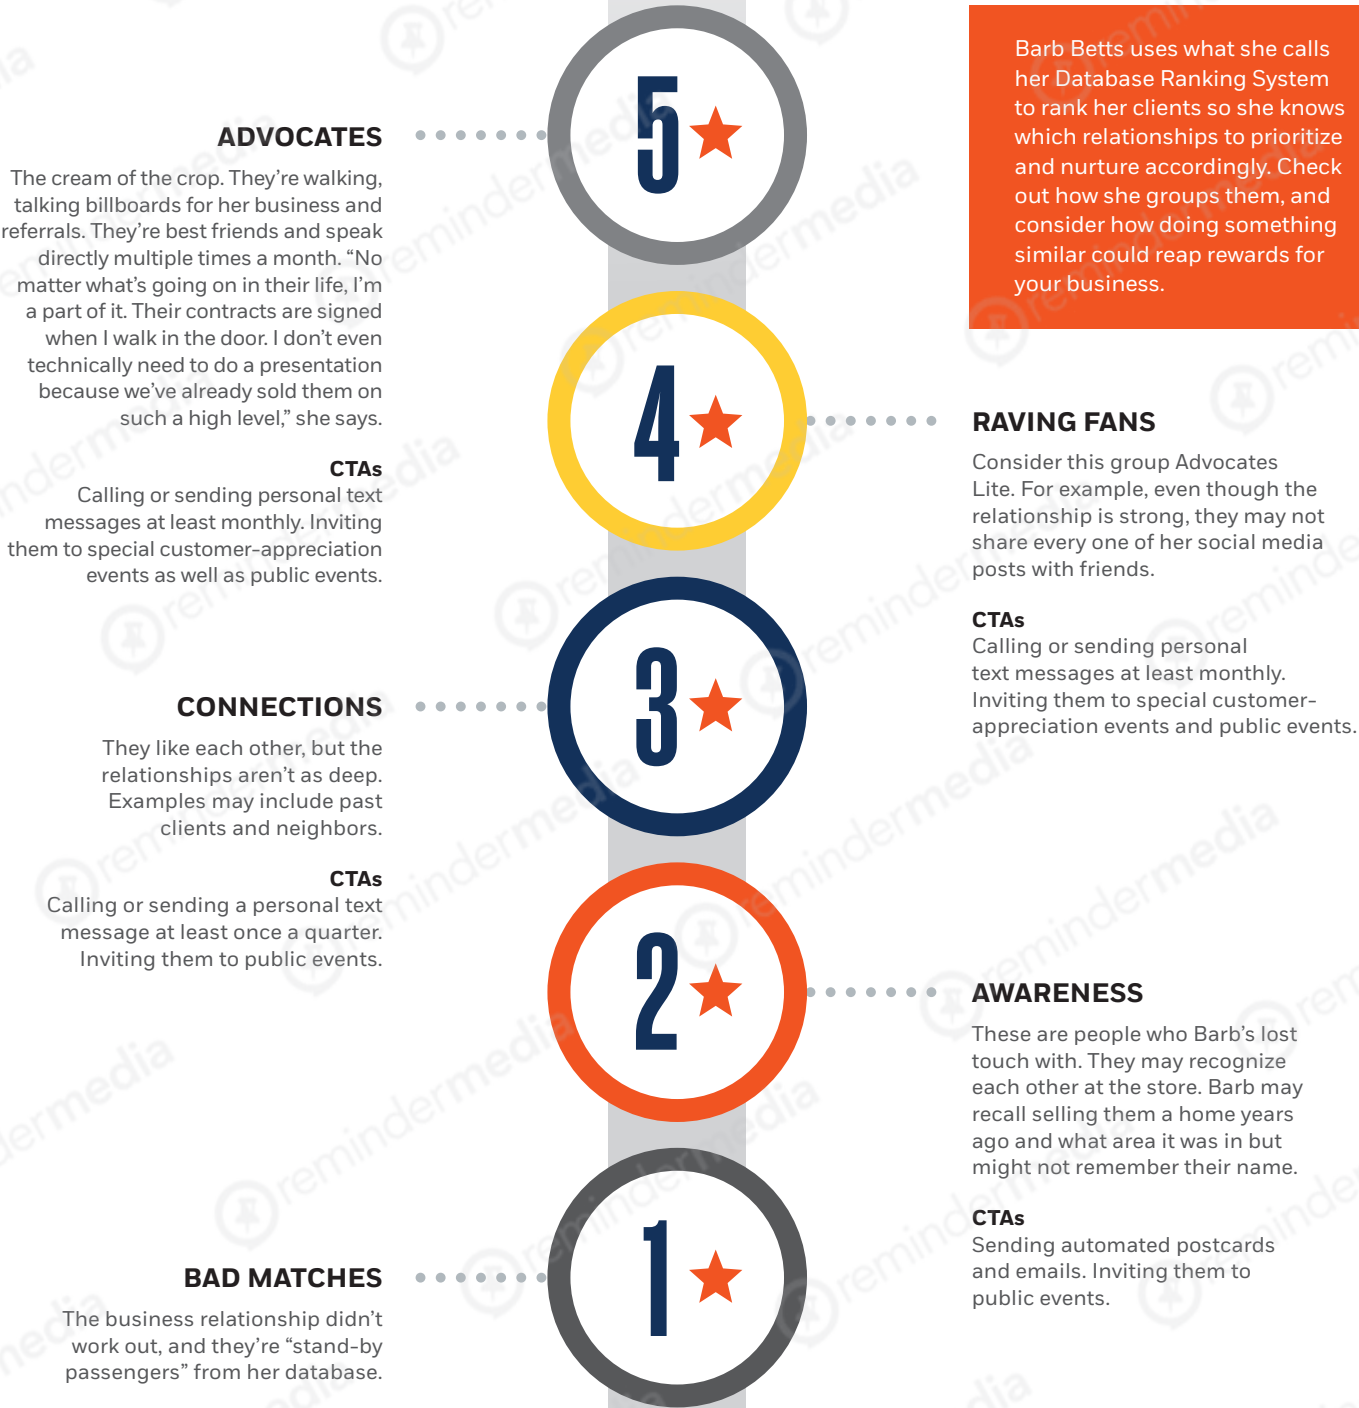 Barb Betts uses what she calls
her Database Ranking System
to rank her clients so she knows
which relationships to prioritize
and nurture accordingly. Check
out how she groups them, and
consider how doing something
similar could reap rewards for
your business.
5
ADVOCATES
The cream of the crop. They’re walking,
talking billboards for her business and
referrals. They’re best friends and speak
directly multiple times a month. “No
matter what’s going on in their life, I’m
a part of it. Their contracts are signed
when I walk in the door. I don’t even
technically need to do a presentation
because we’ve already sold them on
such a high level,” she says.
CTAs
Calling or sending personal text
messages at least monthly. Inviting
them to special customer-appreciation
events as well as public events.
4
RAVING FANS
Consider this group Advocates
Lite. For example, even though the
relationship is strong, they may not
share every one of her social media
posts with friends.
CTAs
Calling or sending personal
text messages at least monthly.
Inviting them to special customer-
appreciation events and public events.
3
CONNECTIONS
They like each other, but the
relationships aren’t as deep.
Examples may include past
clients and neighbors.
CTAs
Calling or sending a personal text
message at least once a quarter.
Inviting them to public events.
2
AWARENESS
These are people who Barb’s lost
touch with. They may recognize
each other at the store. Barb may
recall selling them a home years
ago and what area it was in but
might not remember their name.
CTAs
Sending automated postcards
and emails. Inviting them to
public events.
1
BAD MATCHES
The business relationship didn’t
work out, and they’re “stand-by
passengers” from her database.
remindermedia